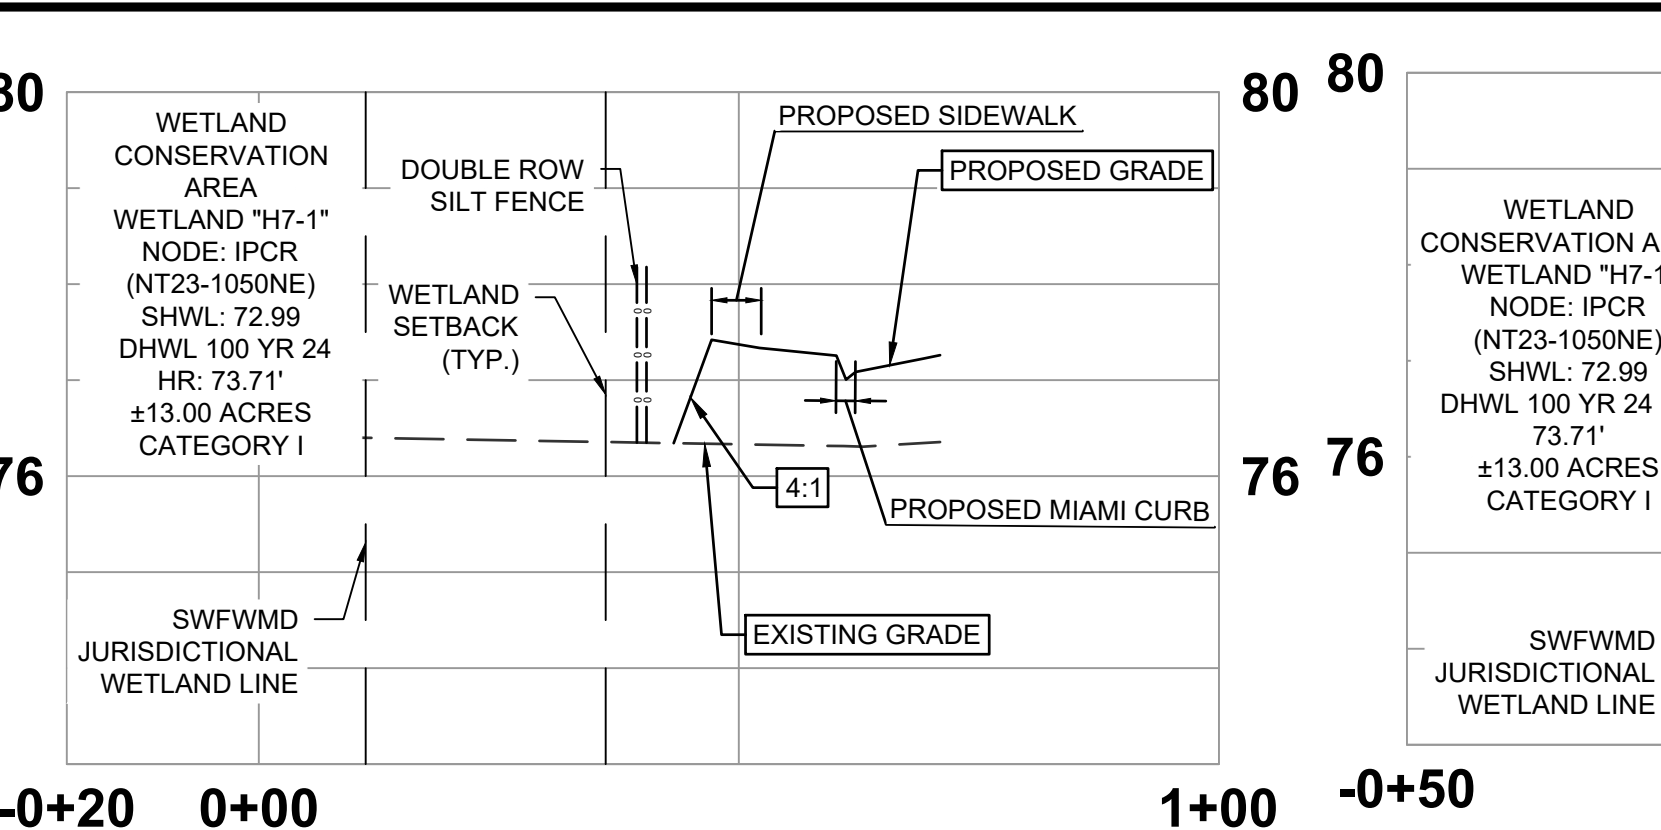 80
80
80
76
76
76
WETLAND
CONSERVATION
AREA
WETLAND "H7-1"
NODE: IPCR
(NT23-1050NE)
SHWL: 72.99
DHWL 100 YR 24
HR: 73.71'
±13.00 ACRES
CATEGORY I
DOUBLE ROW
SILT FENCE
WETLAND
SETBACK
(TYP.)
PROPOSED SIDEWALK
PROPOSED GRADE
4:1
PROPOSED MIAMI CURB
EXISTING GRADE
SWFWMD
JURISDICTIONAL
WETLAND LINE
-0+20
0+00
1+00
WETLAND
CONSERVATION A
WETLAND "H7-1
NODE: IPCR
(NT23-1050NE)
SHWL: 72.99
DHWL 100 YR 24
73.71'
±13.00 ACRES
CATEGORY I
SWFWMD
JURISDICTIONAL
WETLAND LINE
-0+50